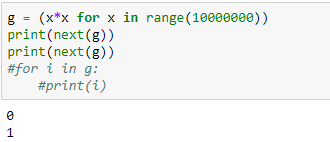 g = (x*x for x in range(10000000))
print(next(g))
print(next(g))
#for i in g:
    #print(i)
0
1